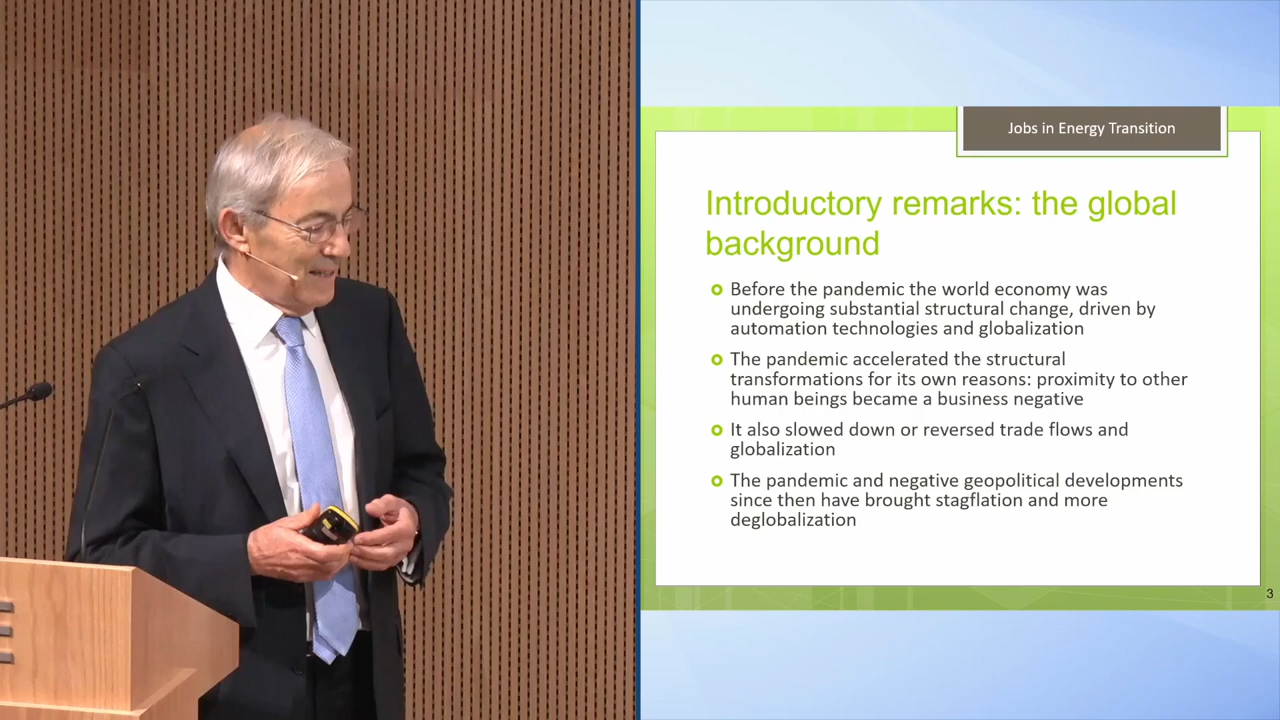 Jobs in Energy Transition
Introductory remarks: the global
background
Before the pandemic the world economy was
undergoing substantial structural change, driven by
automation technologies and globalization
The pandemic accelerated the structural
transformations for its own reasons: proximity to other
human beings became a business negative
It also slowed down or reversed trade flows and
globalization
The pandemic and negative geopolitical developments
since then have brought stagflation and more
deglobalization
3